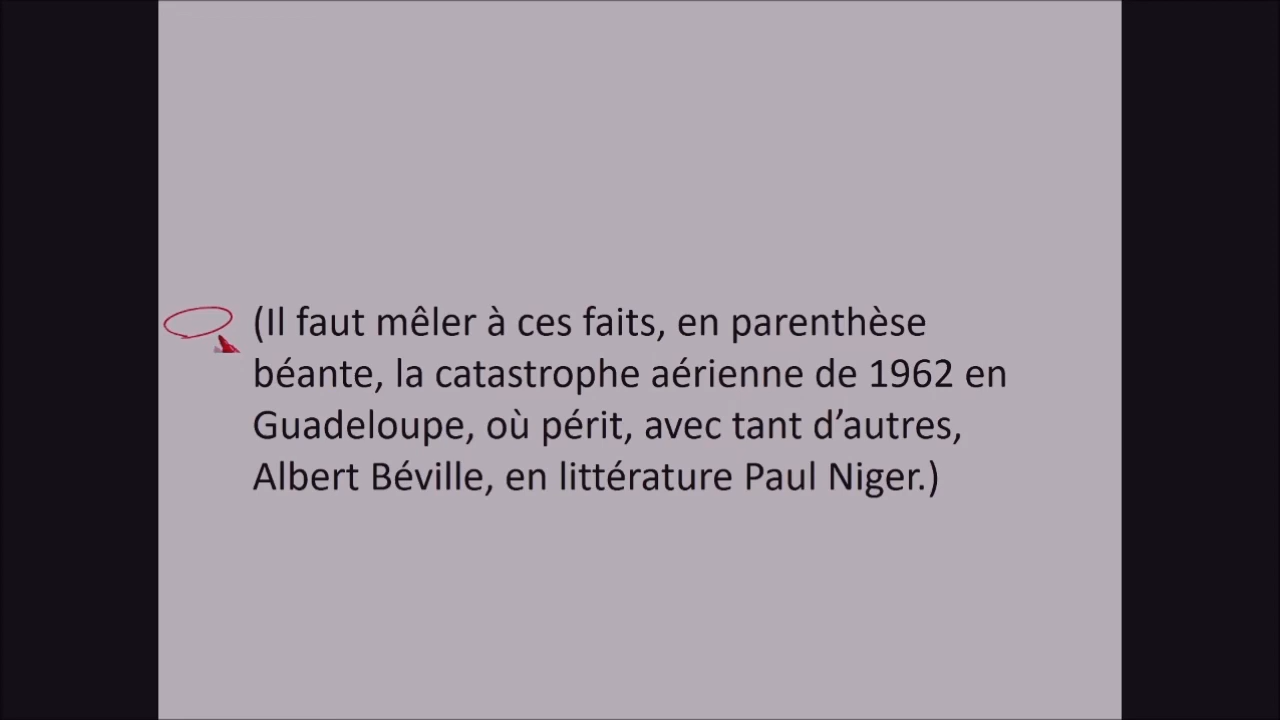 (Il faut mêler à ces faits, en parenthèse
béante, la catastrophe aérienne de 1962 en
Guadeloupe, où périt, avec tant d’autres,
Albert Béville, en littérature Paul Niger.)